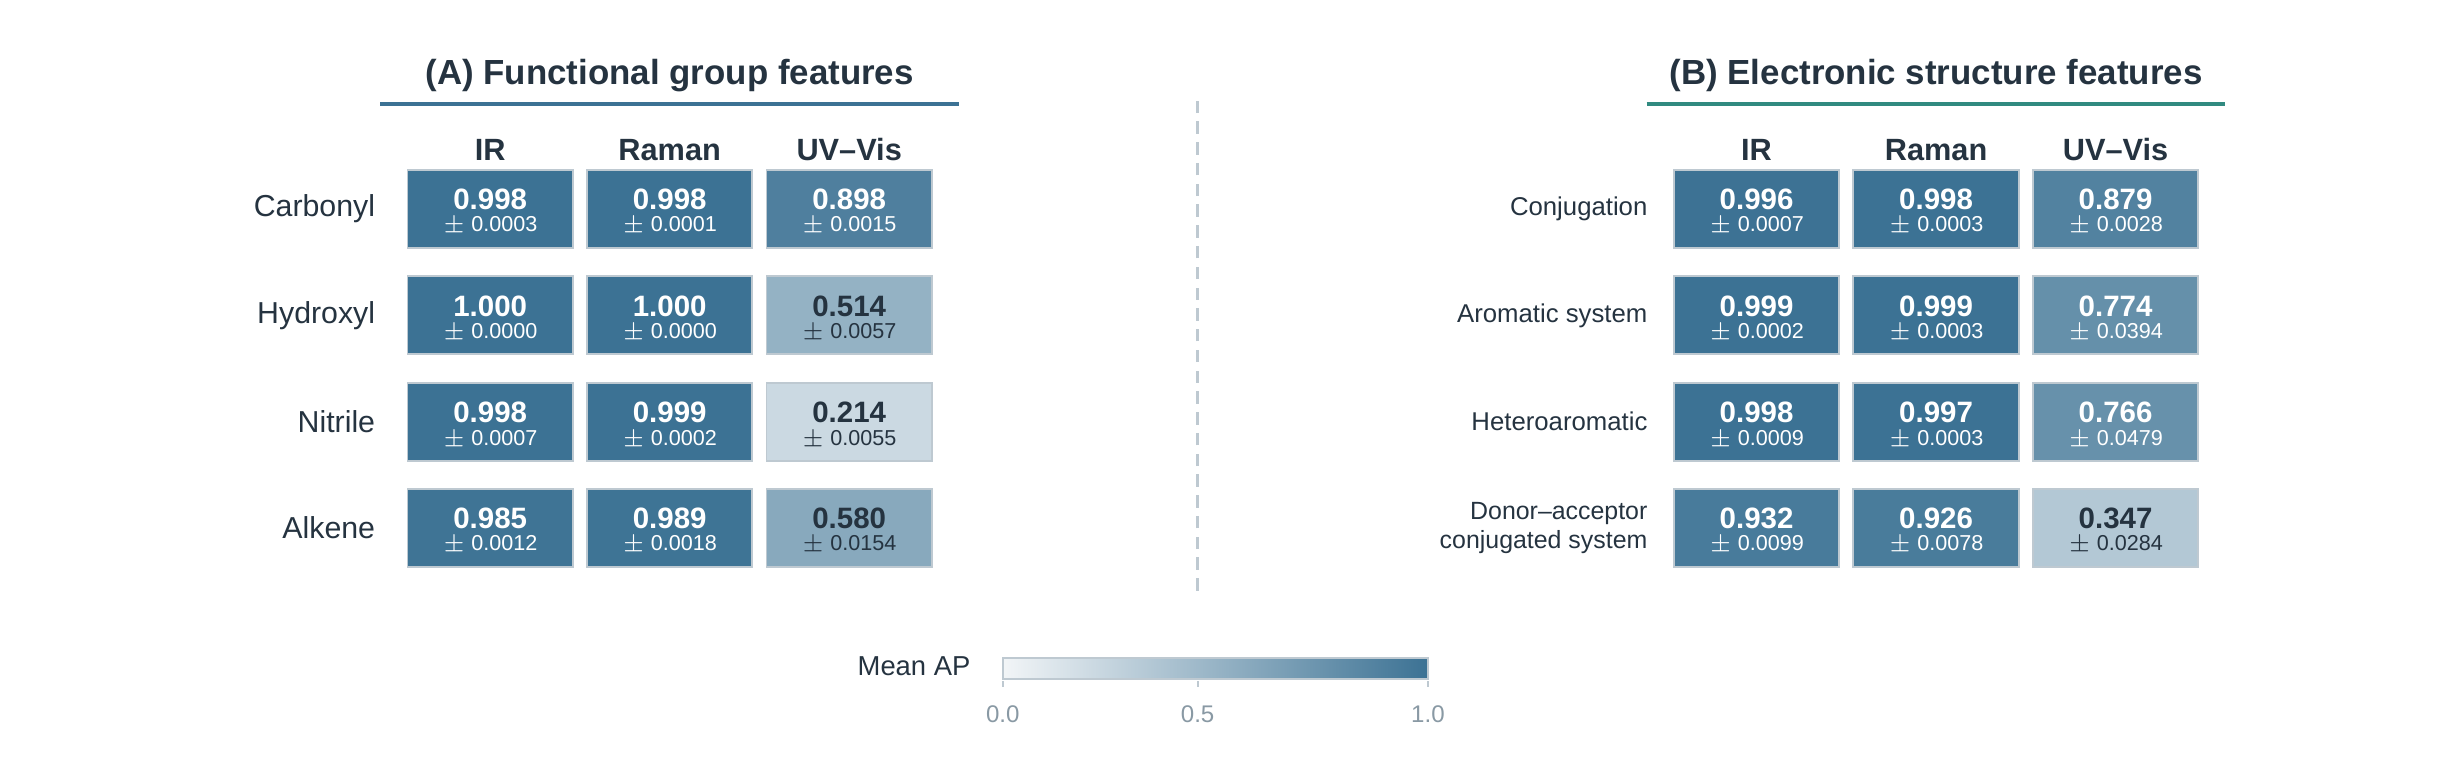 (A) Functional group features
IR Raman UV–Vis
Carbonyl 0.998 0.998 0.898
± 0.0003 ± 0.0001 ± 0.0015
Hydroxyl 1.000 1.000 0.514
± 0.0000 ± 0.0000 ± 0.0057
Nitrile 0.998 0.999 0.214
± 0.0007 ± 0.0002 ± 0.0055
Alkene 0.985 0.989 0.580
± 0.0012 ± 0.0018 ± 0.0154
(B) Electronic structure features
IR Raman UV–Vis
Conjugation 0.996 0.998 0.879
± 0.0007 ± 0.0003 ± 0.0028
Aromatic system 0.999 0.999 0.774
± 0.0002 ± 0.0003 ± 0.0394
Heteroaromatic 0.998 0.997 0.766
± 0.0009 ± 0.0003 ± 0.0479
Donor–acceptor
conjugated system 0.932 0.926 0.347
± 0.0099 ± 0.0078 ± 0.0284
Mean AP
0.0 0.5 1.0